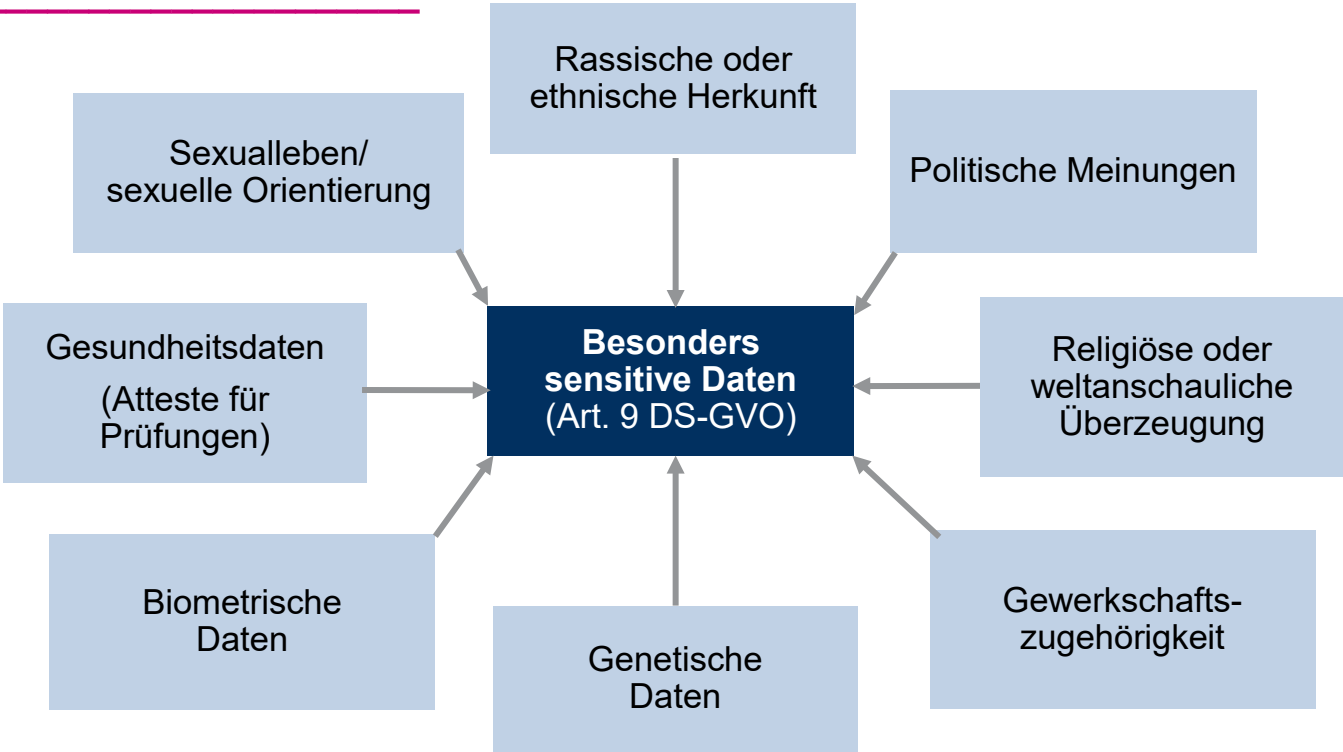 Rassische oder
ethnische Herkunft
Sexualleben/
sexuelle Orientierung
Politische Meinungen
Gesundheitsdaten
(Atteste für
Prüfungen)
Besonders
sensitive Daten
(Art. 9 DS-GVO)
Religiöse oder
weltanschauliche
Überzeugung
Biometrische
Daten
Genetische
Daten
Gewerkschafts-
zugehörigkeit